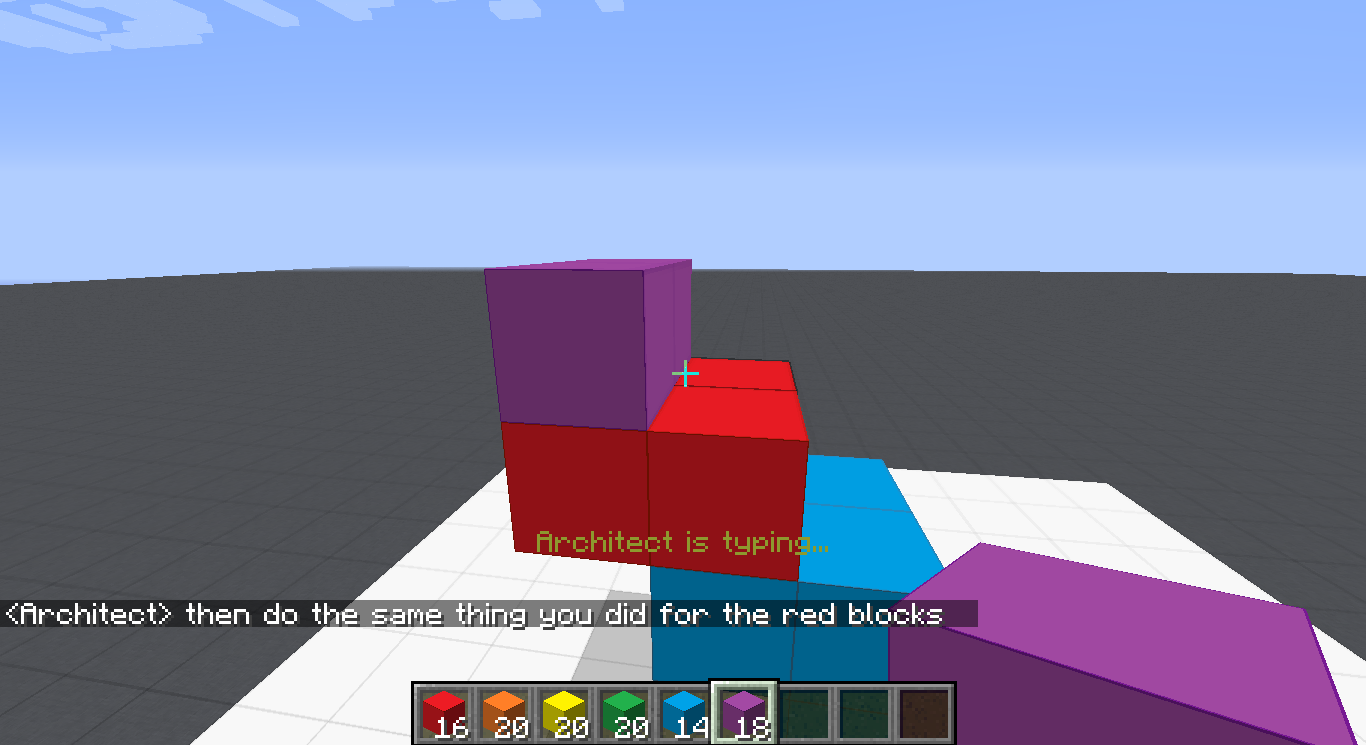 Architect is typing...
<Architect> then do the same thing you did for the red blocks
16 20 20 20 14 18